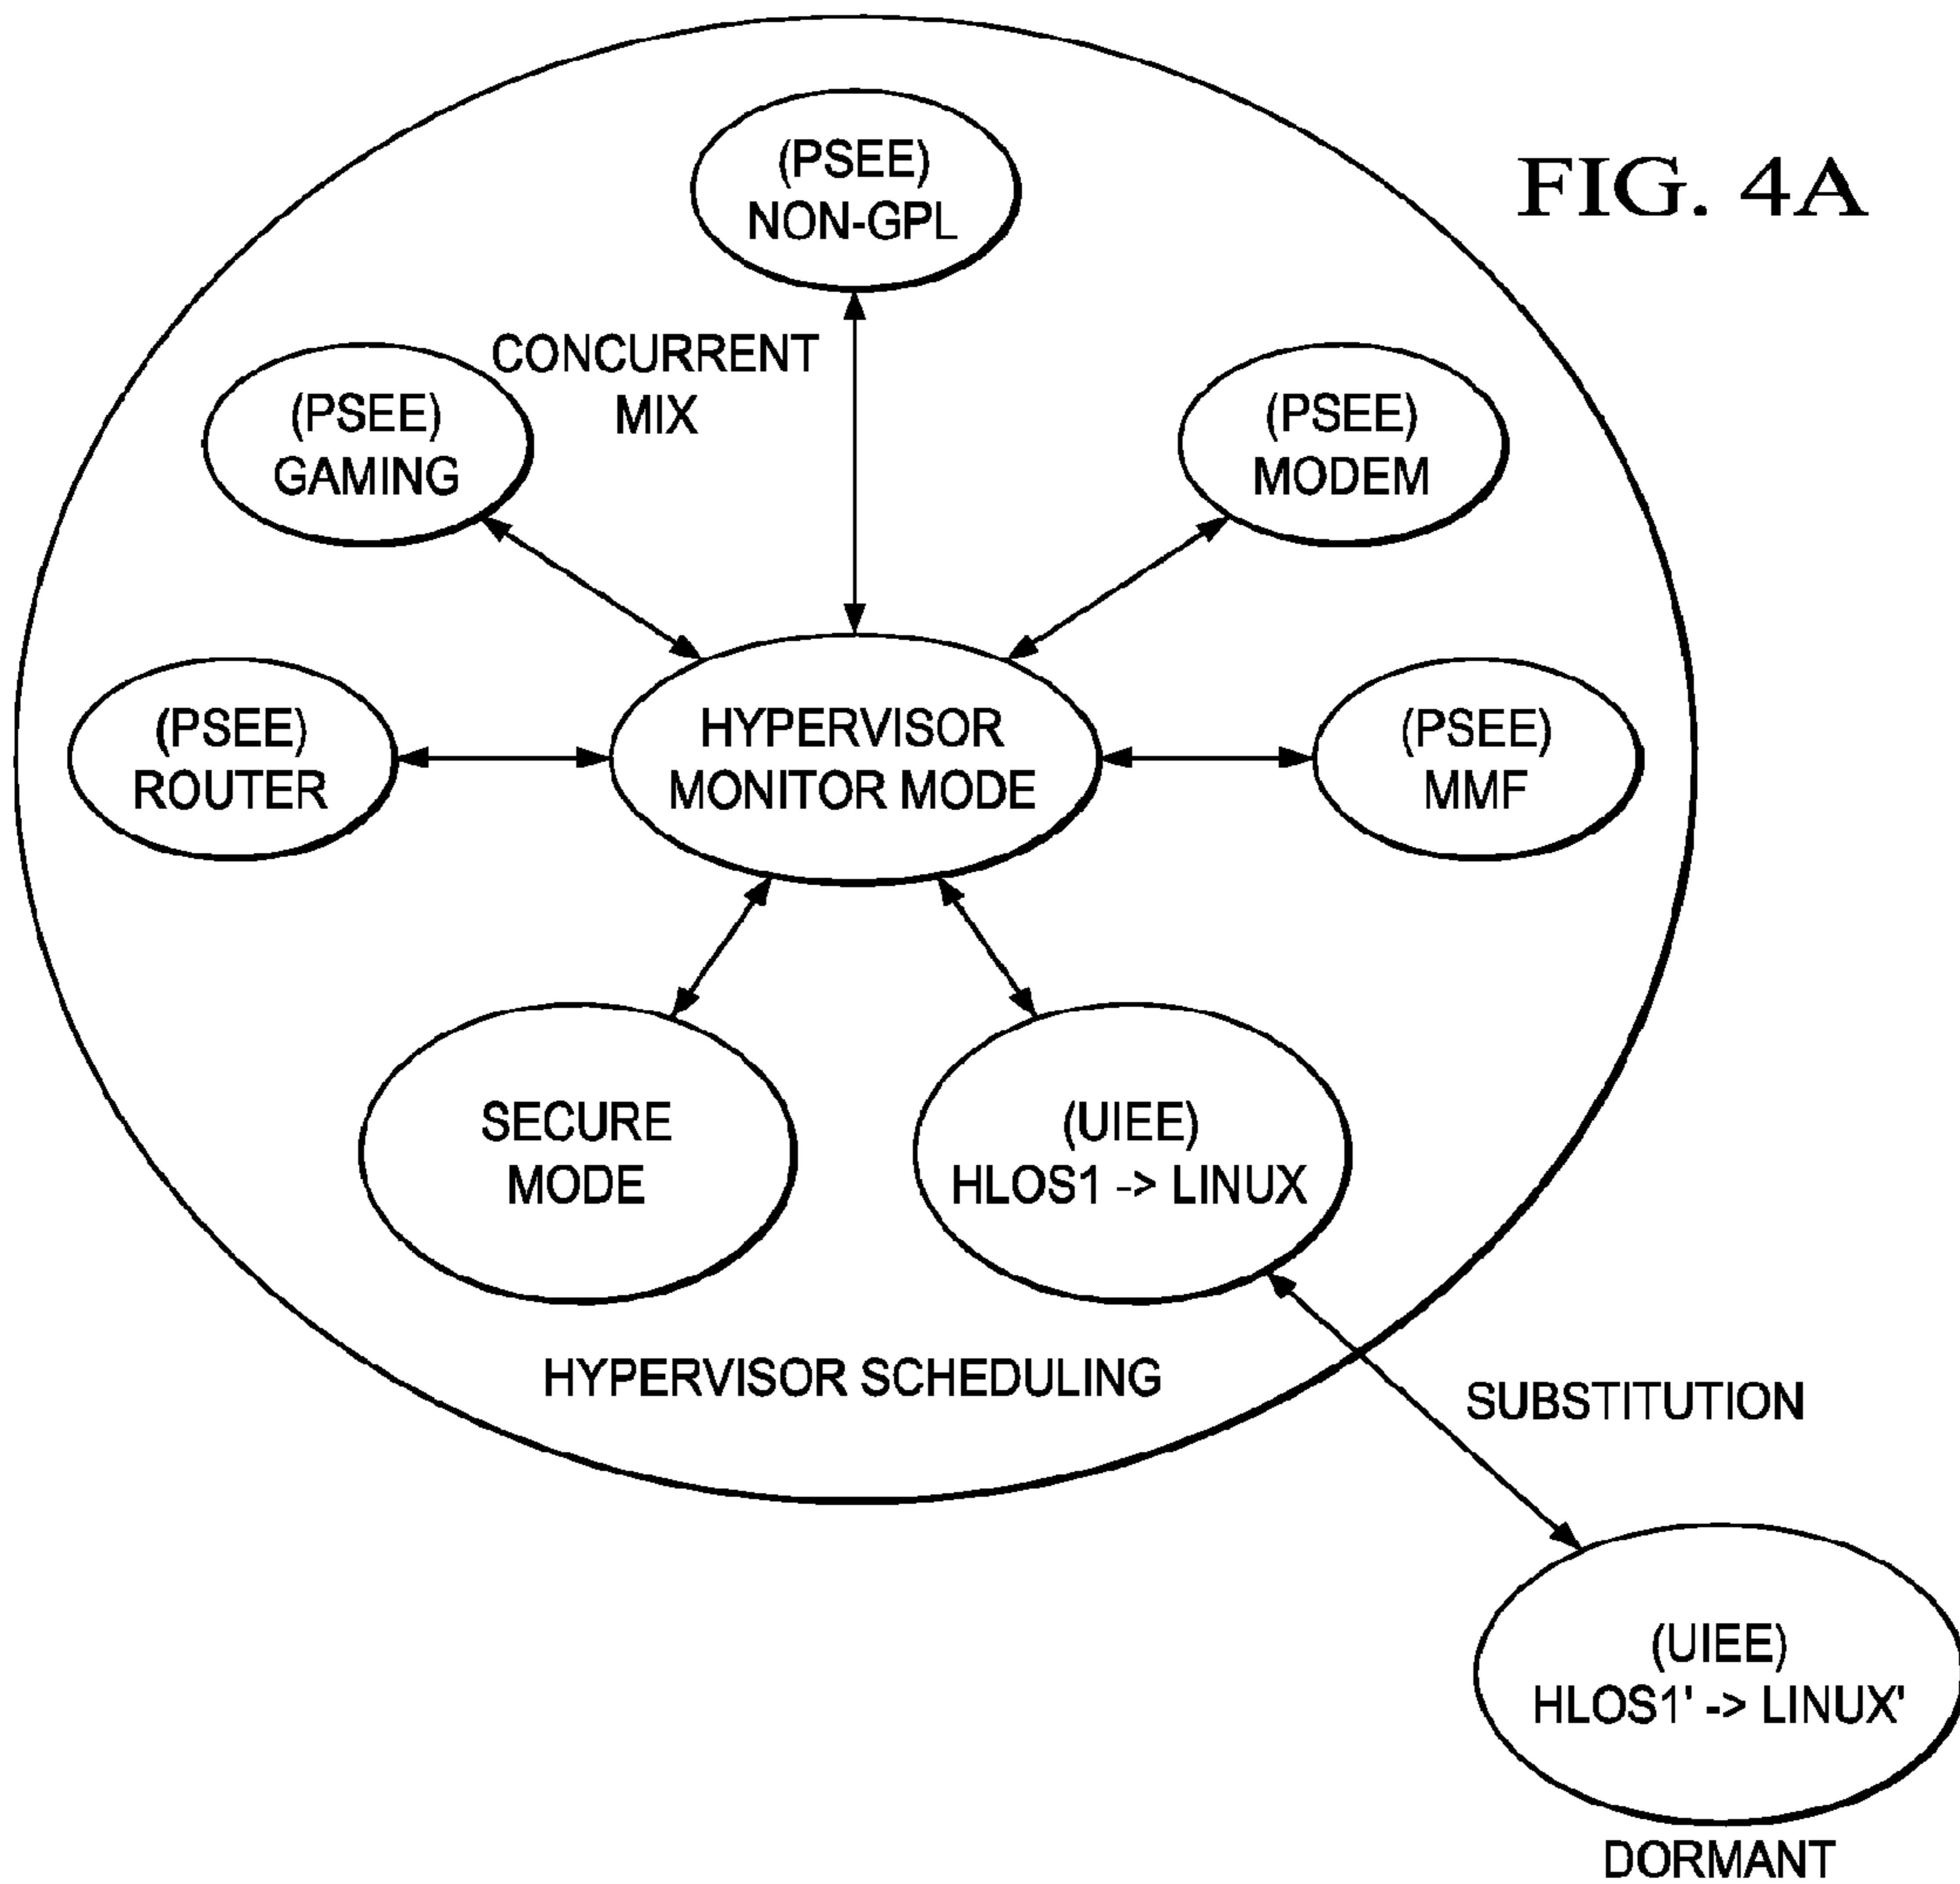 FIG. 4A
(PSEE)
NON-GPL
CONCURRENT
MIX
(PSEE)
GAMING
(PSEE)
MODEM
(PSEE)
ROUTER
HYPERVISOR
MONITOR MODE
(PSEE)
MMF
SECURE
MODE
(UIEE)
HLOS1 -> LINUX
HYPERVISOR SCHEDULING
SUBSTITUTION
(UIEE)
HLOS1' -> LINUX'
DORMANT